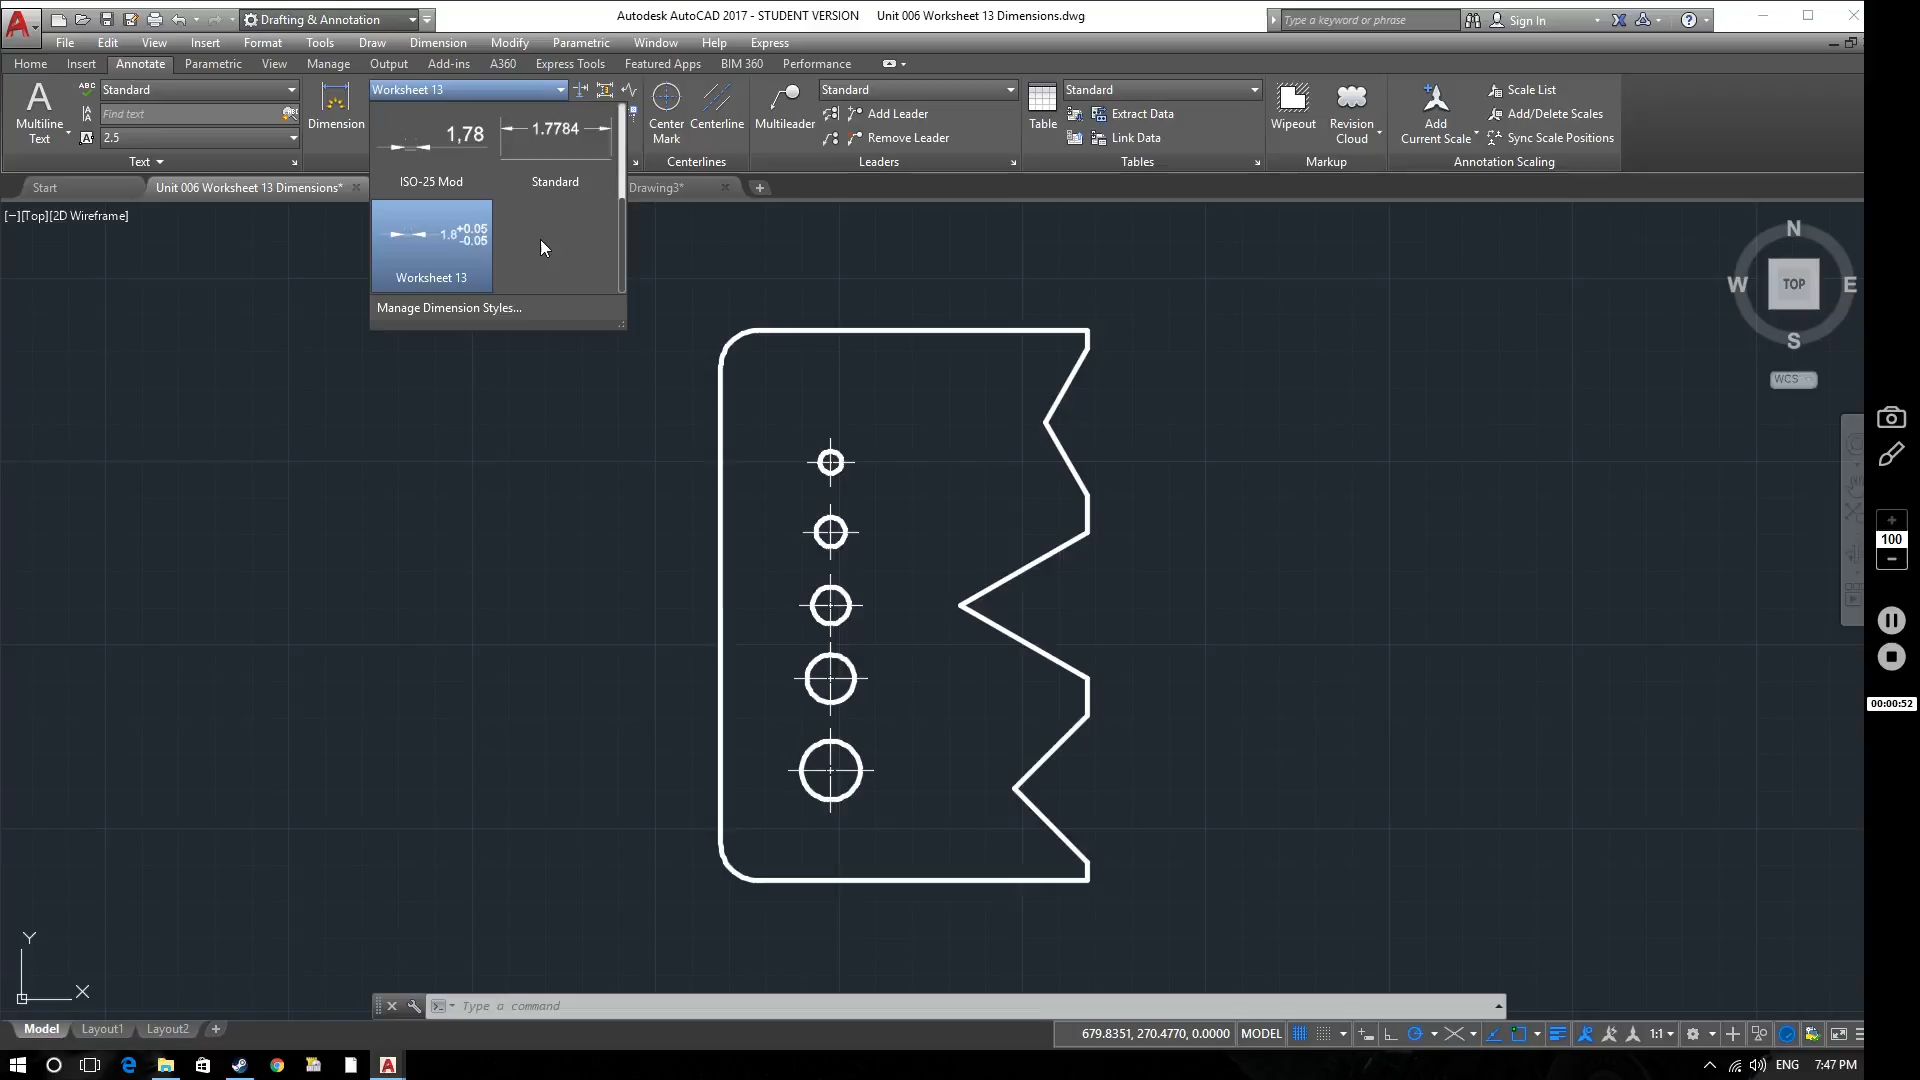 Drafting & Annotation
Autodesk AutoCAD 2017 - STUDENT VERSION Unit 006 Worksheet 13 Dimensions.dwg
Type a keyword or phrase
Sign In
File Edit View Insert Format Tools Draw Dimension Modify Parametric Window Help Express
Home Insert Annotate Parametric View Manage Output Add-ins A360 Express Tools Featured Apps BIM 360 Performance
A
Multiline
Text
ABC
Standard
Find text
2.5
Text
Dimension
Worksheet 13
1,78
ISO-25 Mod
1.7784
Standard
1.8+0.05
-0.05
Worksheet 13
Manage Dimension Styles...
Center
Mark
Centerline
Centerlines
Multileader
Standard
Add Leader
Remove Leader
Leaders
Table
Standard
Extract Data
Link Data
Tables
Wipeout
Revision
Cloud
Markup
Add
Current Scale
Scale List
Add/Delete Scales
Sync Scale Positions
Annotation Scaling
Start
Unit 006 Worksheet 13 Dimensions*
Drawing3*
[−][Top][2D Wireframe]
N
W
TOP
E
S
WCS
100
00:00:52
Y
X
Type a command
Model Layout1 Layout2
679.8351, 270.4770, 0.0000 MODEL
1:1
ENG
7:47 PM